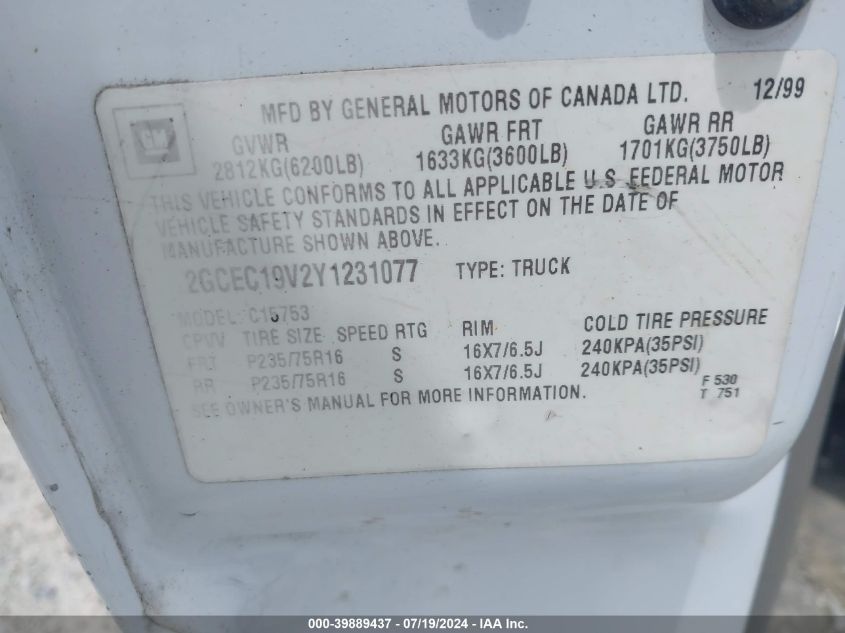 MFD BY GENERAL MOTORS OF CANADA LTD. 12/99
GM
GVWR GAWR FRT GAWR RR
2812KG(6200LB) 1633KG(3600LB) 1701KG(3750LB)
THIS VEHICLE CONFORMS TO ALL APPLICABLE U.S. FEDERAL MOTOR
VEHICLE SAFETY STANDARDS IN EFFECT ON THE DATE OF
MANUFACTURE SHOWN ABOVE.
2GCEC19V2Y1231077 TYPE: TRUCK
MODEL: C15753
CPVV TIRE SIZE SPEED RTG RIM COLD TIRE PRESSURE
FRT P235/75R16 S 16X7/6.5J 240KPA(35PSI)
RR P235/75R16 S 16X7/6.5J 240KPA(35PSI)
SEE OWNER'S MANUAL FOR MORE INFORMATION.
F 530
T 751
000-39889437 - 07/19/2024 - IAA Inc.